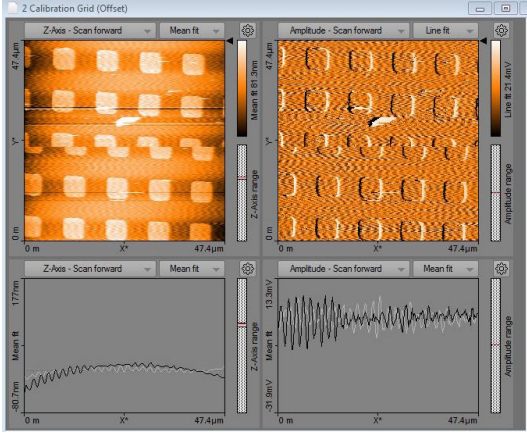 2 Calibration Grid (Offset)
Z-Axis - Scan forward
Mean fit
Amplitude - Scan forward
Line fit
47.4µm
Y*
0 m
0 m
X*
47.4µm
Mean fit 81.3nm
Z-Axis range
47.4µm
Y*
0 m
0 m
X*
47.4µm
Line fit 21.4mV
Amplitude range
Z-Axis - Scan forward
Mean fit
Amplitude - Scan forward
Mean fit
177nm
Mean fit
-80.7nm
0 m
X*
47.4µm
Z-Axis range
13.3mV
Mean fit
-31.9mV
0 m
X*
47.4µm
Amplitude range